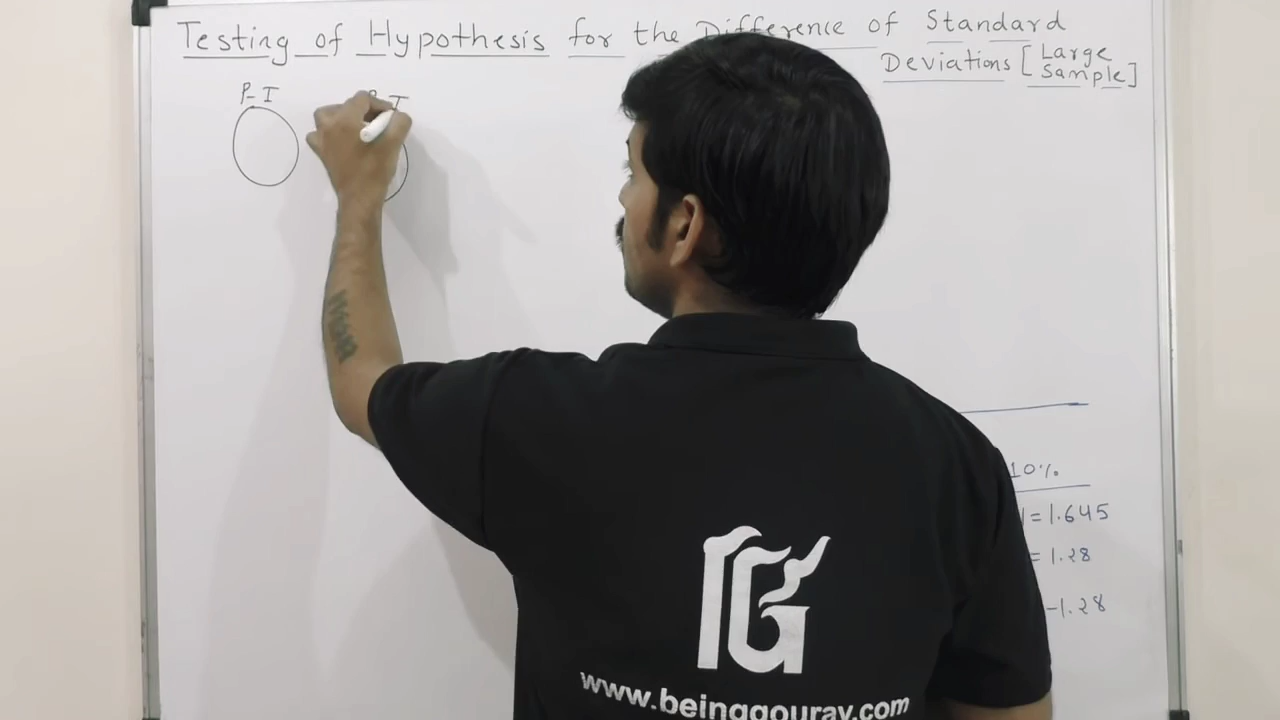 Testing of Hypothesis for the Difference of Standard
Deviations [Large Sample]
P-I
10%
=1.645
= 1.28
-1.28
www.beinggourav.com